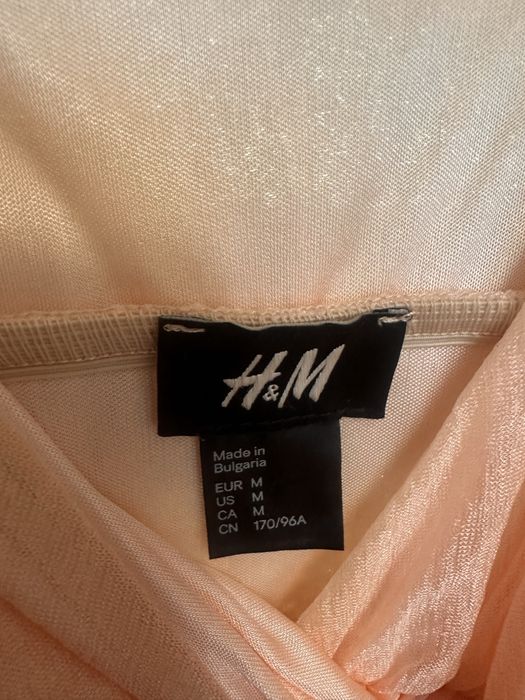 H&M
Made in
Bulgaria
EUR M
US M
CA M
CN 170/96A